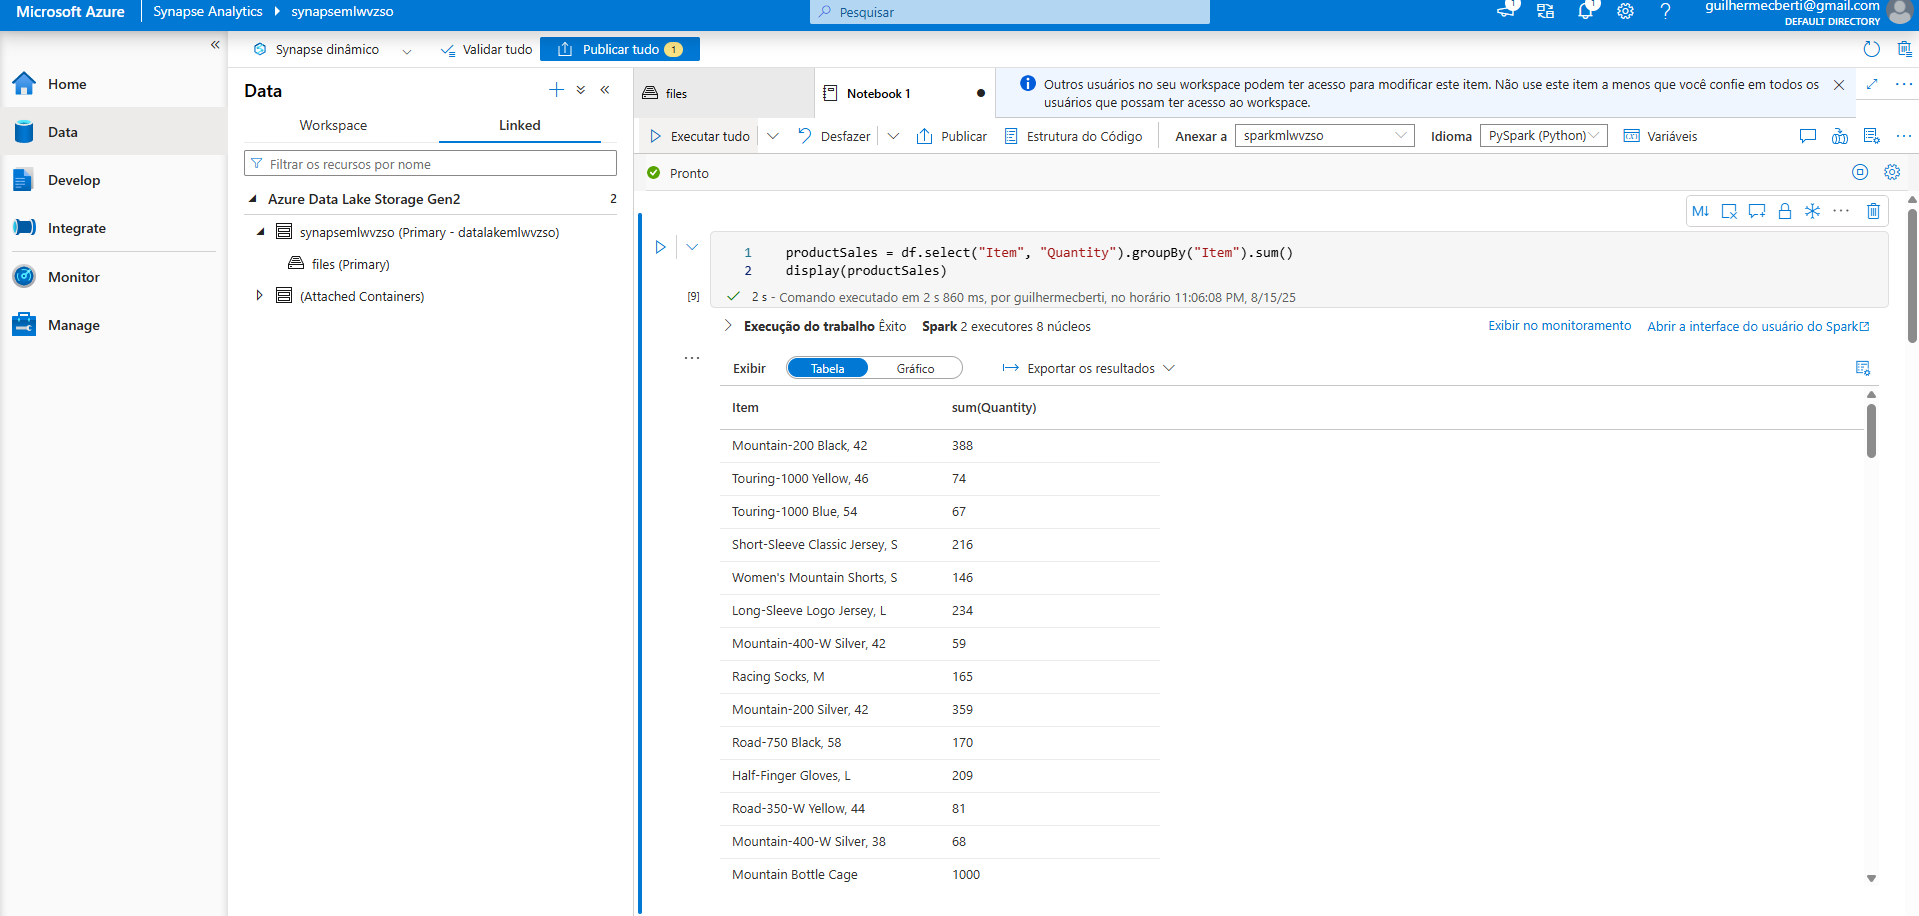 Microsoft Azure Synapse Analytics synapsemlwvzso Pesquisar 1 1 guilhermecberti@gmail.com
DEFAULT DIRECTORY
Synapse dinâmico Validar tudo Publicar tudo 1
Home
Data
Develop
Integrate
Monitor
Manage
Data
Workspace Linked
Filtrar os recursos por nome
Azure Data Lake Storage Gen2 2
synapsemlwvzso (Primary - datalakemlwvzso)
files (Primary)
(Attached Containers)
files Notebook 1
Outros usuários no seu workspace podem ter acesso para modificar este item. Não use este item a menos que você confie em todos os
usuários que possam ter acesso ao workspace.
Executar tudo Desfazer Publicar Estrutura do Código Anexar a sparkmlwvzso Idioma PySpark (Python) Variáveis
Pronto
M↓
1 productSales = df.select("Item", "Quantity").groupBy("Item").sum()
2 display(productSales)
[9] 2 s - Comando executado em 2 s 860 ms, por guilhermecberti, no horário 11:06:08 PM, 8/15/25
Execução do trabalho Êxito Spark 2 executores 8 núcleos Exibir no monitoramento Abrir a interface do usuário do Spark
Exibir Tabela Gráfico Exportar os resultados
Item sum(Quantity)
Mountain-200 Black, 42 388
Touring-1000 Yellow, 46 74
Touring-1000 Blue, 54 67
Short-Sleeve Classic Jersey, S 216
Women's Mountain Shorts, S 146
Long-Sleeve Logo Jersey, L 234
Mountain-400-W Silver, 42 59
Racing Socks, M 165
Mountain-200 Silver, 42 359
Road-750 Black, 58 170
Half-Finger Gloves, L 209
Road-350-W Yellow, 44 81
Mountain-400-W Silver, 38 68
Mountain Bottle Cage 1000